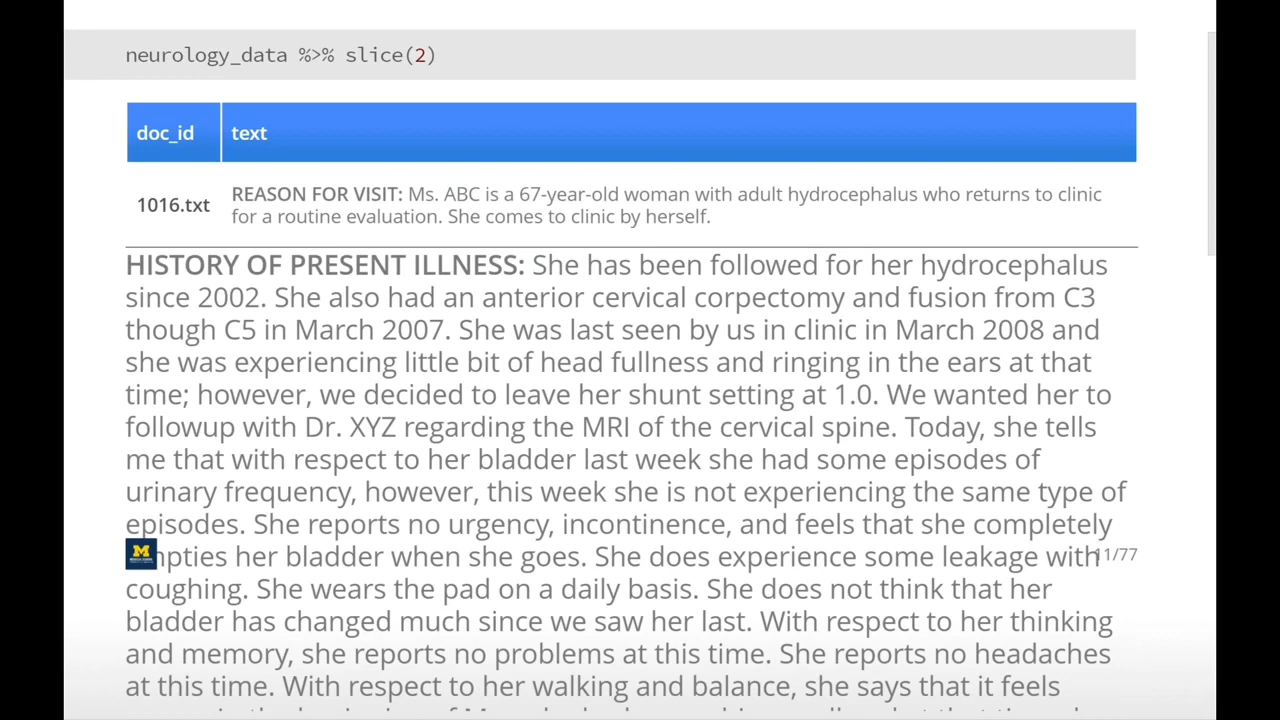 neurology_data %>% slice(2)
doc_id text
1016.txt
REASON FOR VISIT: Ms. ABC is a 67-year-old woman with adult hydrocephalus who returns to clinic
for a routine evaluation. She comes to clinic by herself.
HISTORY OF PRESENT ILLNESS: She has been followed for her hydrocephalus
since 2002. She also had an anterior cervical corpectomy and fusion from C3
though C5 in March 2007. She was last seen by us in clinic in March 2008 and
she was experiencing little bit of head fullness and ringing in the ears at that
time; however, we decided to leave her shunt setting at 1.0. We wanted her to
followup with Dr. XYZ regarding the MRI of the cervical spine. Today, she tells
me that with respect to her bladder last week she had some episodes of
urinary frequency, however, this week she is not experiencing the same type of
episodes. She reports no urgency, incontinence, and feels that she completely
M
mpties her bladder when she goes. She does experience some leakage with
11/77
coughing. She wears the pad on a daily basis. She does not think that her
bladder has changed much since we saw her last. With respect to her thinking
and memory, she reports no problems at this time. She reports no headaches
at this time. With respect to her walking and balance, she says that it feels